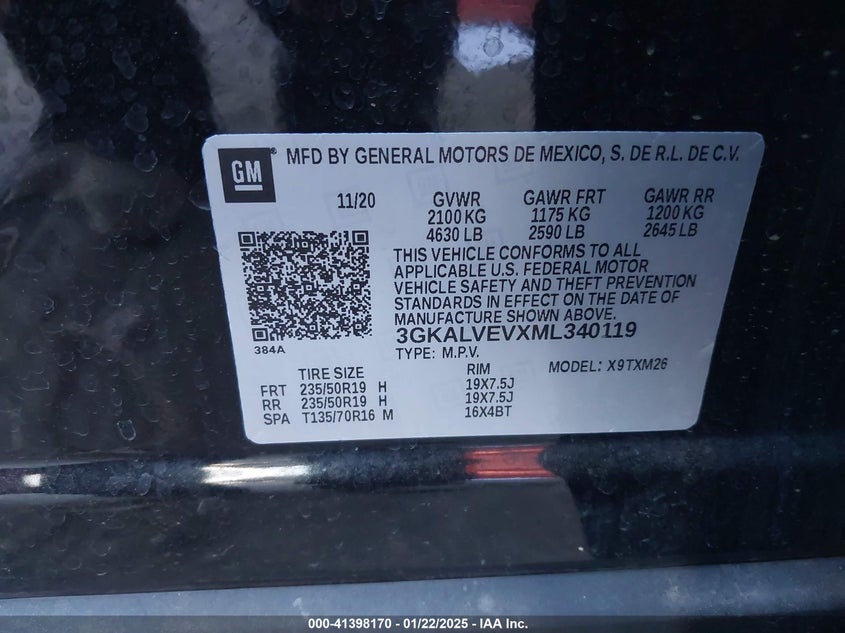 GM MFD BY GENERAL MOTORS DE MEXICO, S. DE R.L. DE C.V.
11/20 GVWR GAWR FRT GAWR RR
2100 KG 1175 KG 1200 KG
4630 LB 2590 LB 2645 LB
THIS VEHICLE CONFORMS TO ALL
APPLICABLE U.S. FEDERAL MOTOR
VEHICLE SAFETY AND THEFT PREVENTION
STANDARDS IN EFFECT ON THE DATE OF
MANUFACTURE SHOWN ABOVE.
3GKALVEVXML340119
384A TYPE: M.P.V. MODEL: X9TXM26
TIRE SIZE RIM
FRT 235/50R19 H 19X7.5J
RR 235/50R19 H 19X7.5J
SPA T135/70R16 M 16X4BT
000-41398170 — 01/22/2025 — IAA Inc.